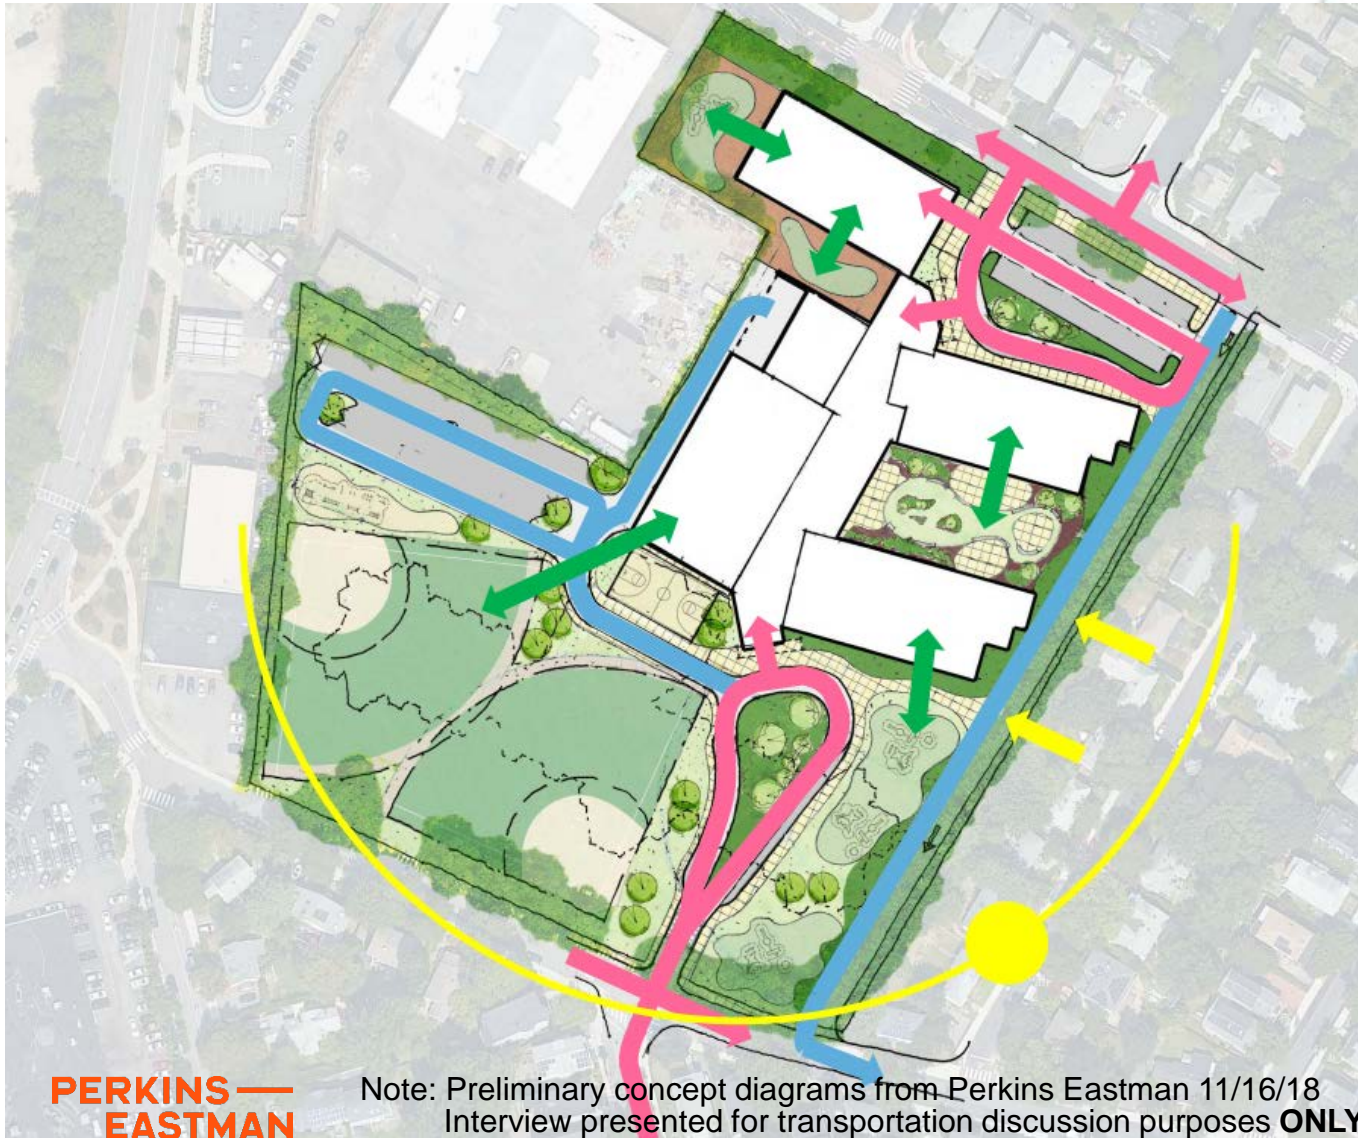 PERKINS—
EASTMAN
Note: Preliminary concept diagrams from Perkins Eastman 11/16/18
Interview presented for transportation discussion purposes ONLY